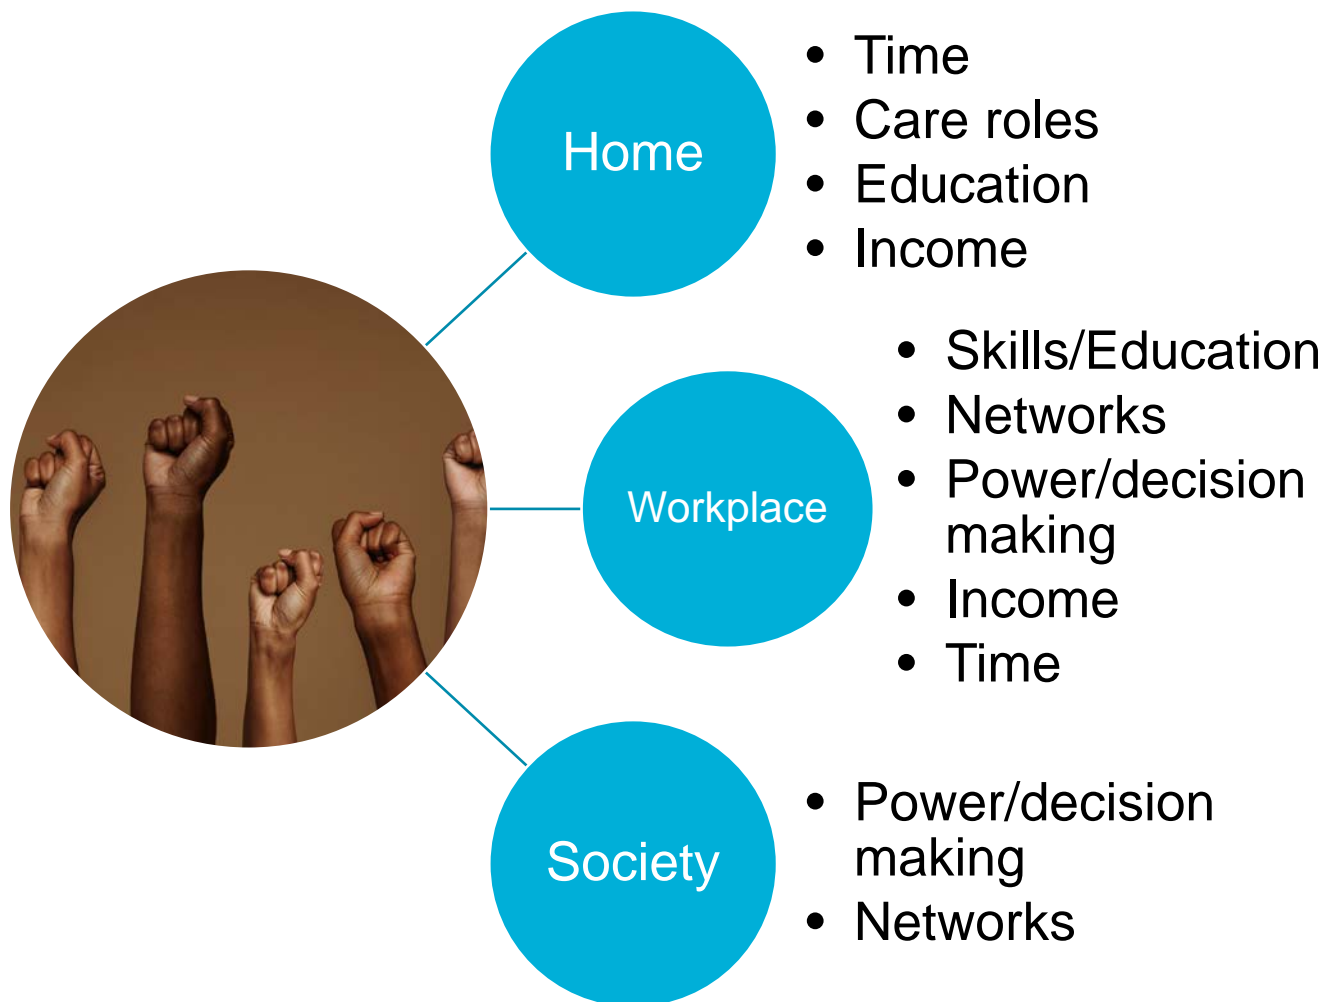 Home
• Time
• Care roles
• Education
• Income
Workplace
• Skills/Education
• Networks
• Power/decision
making
• Income
• Time
Society
• Power/decision
making
• Networks